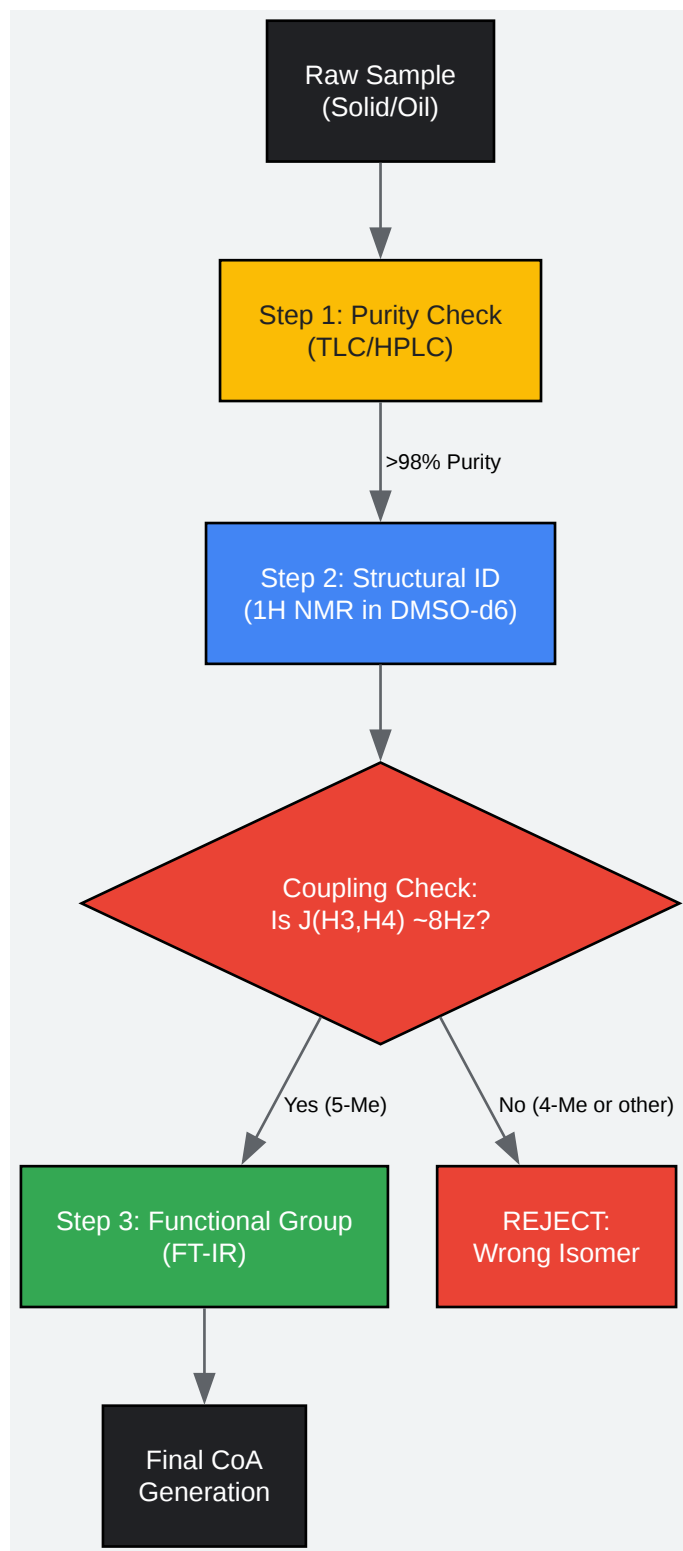 Raw Sample
(Solid/Oil)
Step 1: Purity Check
(TLC/HPLC)
>98% Purity
Step 2: Structural ID
(1H NMR in DMSO-d6)
Coupling Check:
Is J(H3,H4) ~8Hz?
Yes (5-Me)
No (4-Me or other)
Step 3: Functional Group
(FT-IR)
REJECT:
Wrong Isomer
Final CoA
Generation